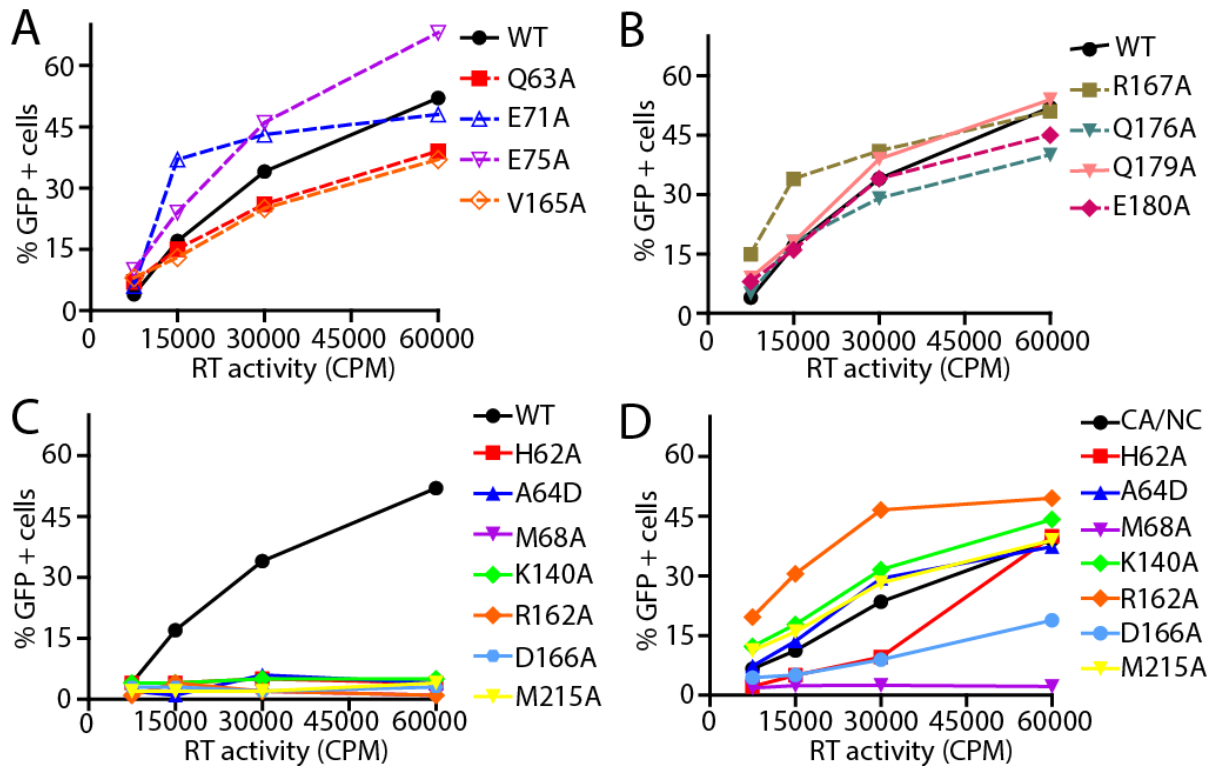 A
% GFP + cells
60
45
30
15
0
0 15000 30000 45000 60000
RT activity (CPM)
WT
Q63A
E71A
E75A
V165A
B
% GFP + cells
60
45
30
15
0
0 15000 30000 45000 60000
RT activity (CPM)
WT
R167A
Q176A
Q179A
E180A
C
% GFP + cells
60
45
30
15
0
0 15000 30000 45000 60000
RT activity (CPM)
WT
H62A
A64D
M68A
K140A
R162A
D166A
M215A
D
% GFP + cells
60
45
30
15
0
0 15000 30000 45000 60000
RT activity (CPM)
CA/NC
H62A
A64D
M68A
K140A
R162A
D166A
M215A